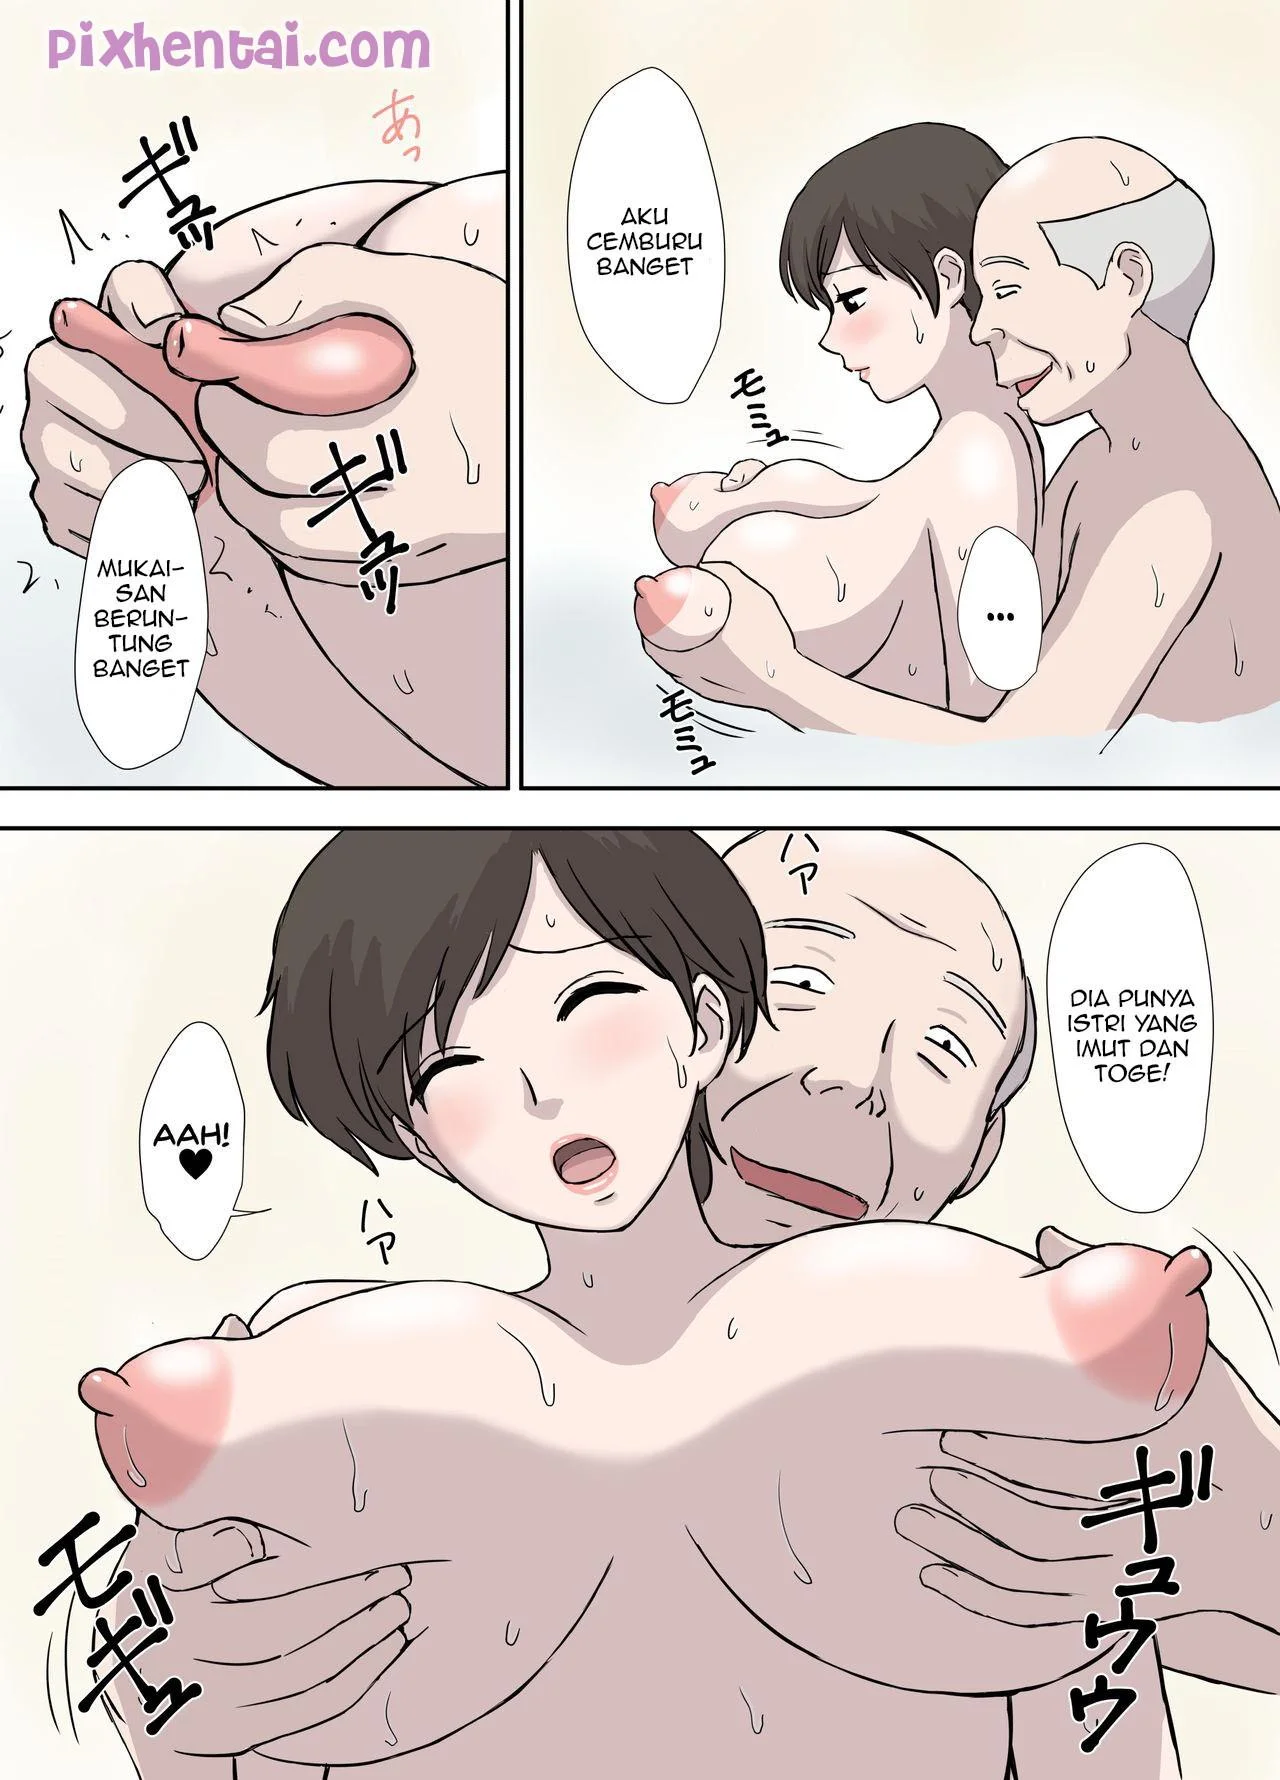 pixhentai.com
AKU
CEMBURU
BANGET
モミュ
…
モミュ
あっ
ギュッ
ギュッ
MUKAI-
SAN
BERUN-
TUNG
BANGET
ハァ
DIA PUNYA
ISTRI YANG
IMUT DAN
TOGE!
AAH!
♥
ハァ
モギュ
ギュウウ